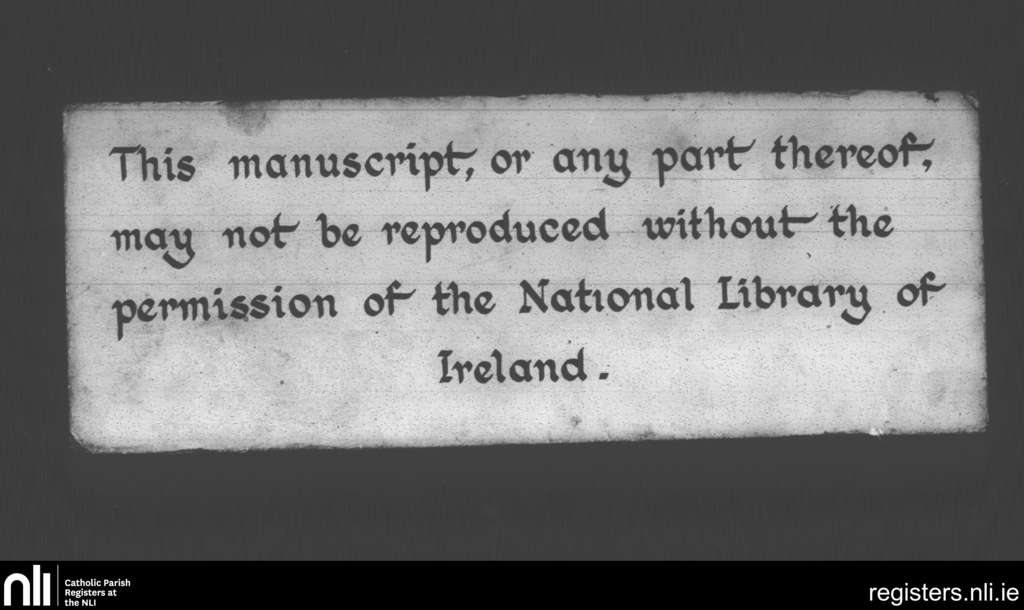 This manuscript, or any part thereof,
may not be reproduced without the
permission of the National Library of
Ireland.
nli
Catholic Parish
Registers at
the NLI
registers.nli.ie